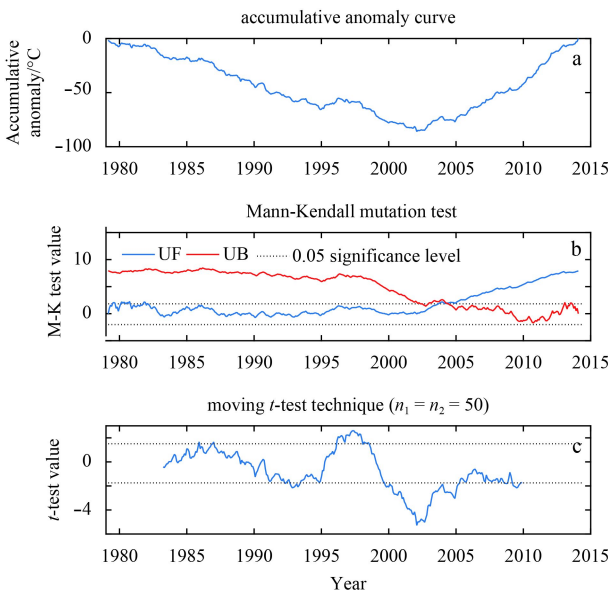 accumulative anomaly curve
Accumulative
anomaly/°C
0
−50
−100
a
1980 1985 1990 1995 2000 2005 2010 2015
Mann-Kendall mutation test
M-K test value
10
0
UF UB 0.05 significance level
b
1980 1985 1990 1995 2000 2005 2010 2015
moving t-test technique (n1 = n2 = 50)
t-test value
0
−4
c
1980 1985 1990 1995 2000 2005 2010 2015
Year